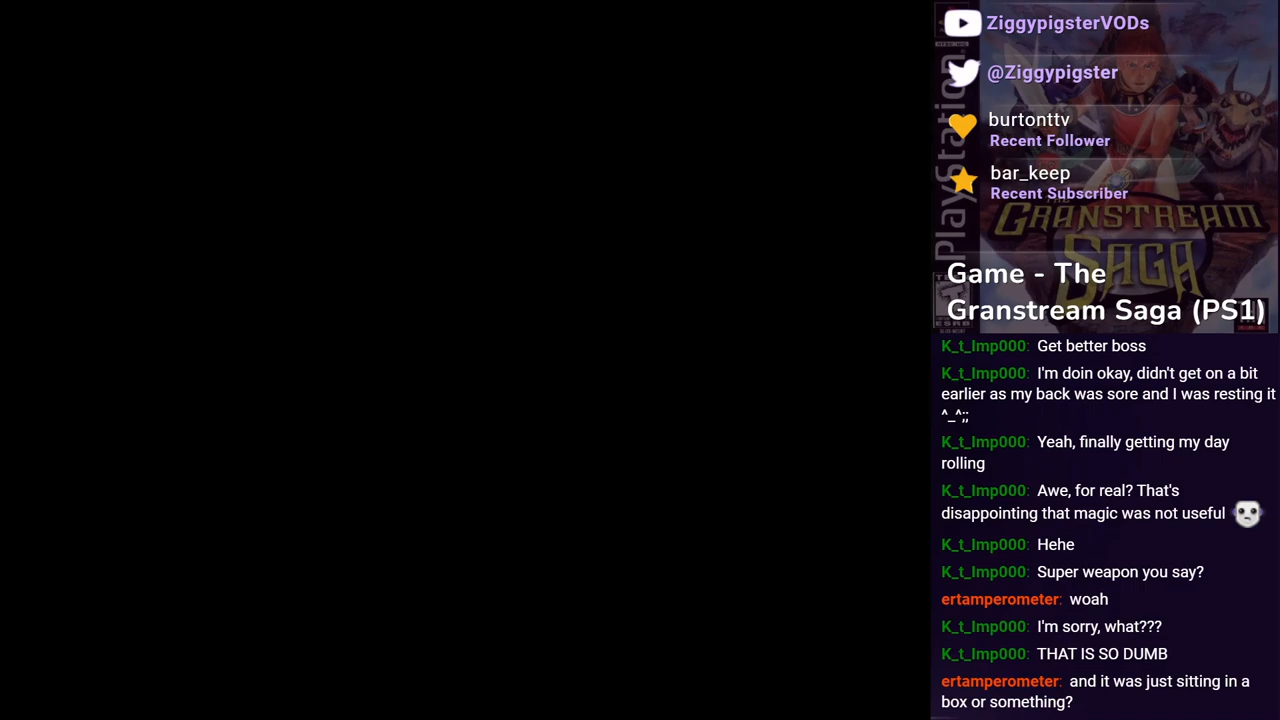 ZiggypigsterVODs
@Ziggypigster
burtonttv
Recent Follower
bar_keep
Recent Subscriber
PlayStation
THE
GRANSTREAM
SAGA
Game - The
Granstream Saga (PS1)
K_t_Imp000: Get better boss
K_t_Imp000: I'm doin okay, didn't get on a bit
earlier as my back was sore and I was resting it
^_^;;
K_t_Imp000: Yeah, finally getting my day
rolling
K_t_Imp000: Awe, for real? That's
disappointing that magic was not useful
K_t_Imp000: Hehe
K_t_Imp000: Super weapon you say?
ertamperometer: woah
K_t_Imp000: I'm sorry, what???
K_t_Imp000: THAT IS SO DUMB
ertamperometer: and it was just sitting in a
box or something?